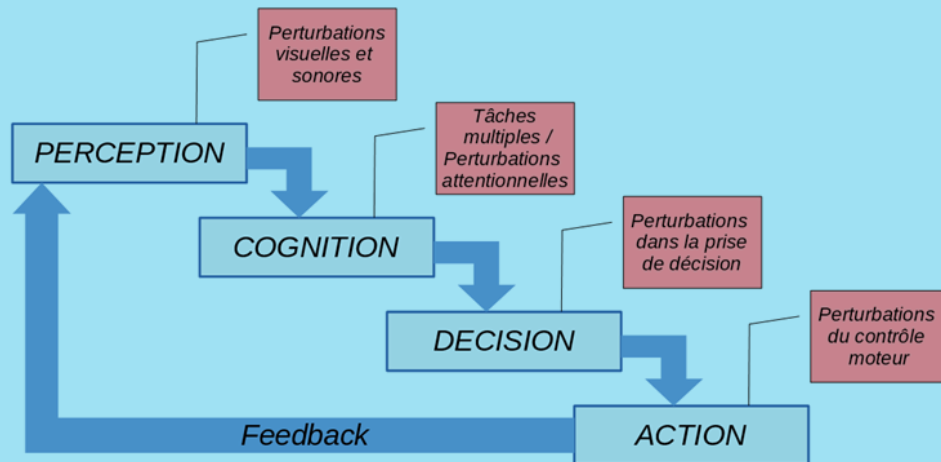 Perturbations
visuelles et
sonores
PERCEPTION
Tâches
multiples /
Perturbations
attentionnelles
COGNITION
Perturbations
dans la prise
de décision
DECISION
Perturbations
du contrôle
moteur
ACTION
Feedback